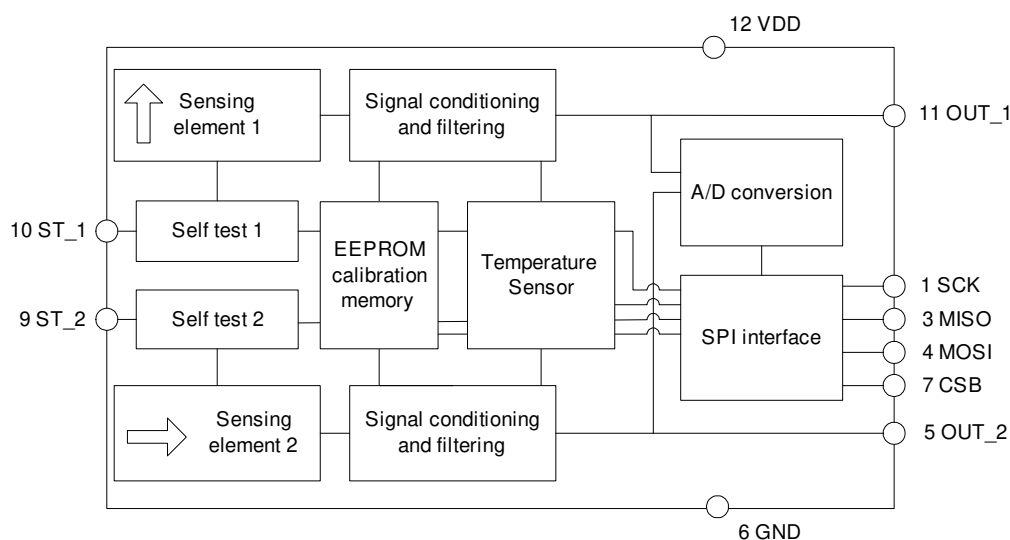 12 VDD
Sensing
element 1
Signal conditioning
and filtering
11 OUT_1
A/D conversion
10 ST_1
Self test 1
EEPROM
calibration
memory
Temperature
Sensor
9 ST_2
Self test 2
SPI interface
1 SCK
3 MISO
4 MOSI
7 CSB
Sensing
element 2
Signal conditioning
and filtering
5 OUT_2
6 GND